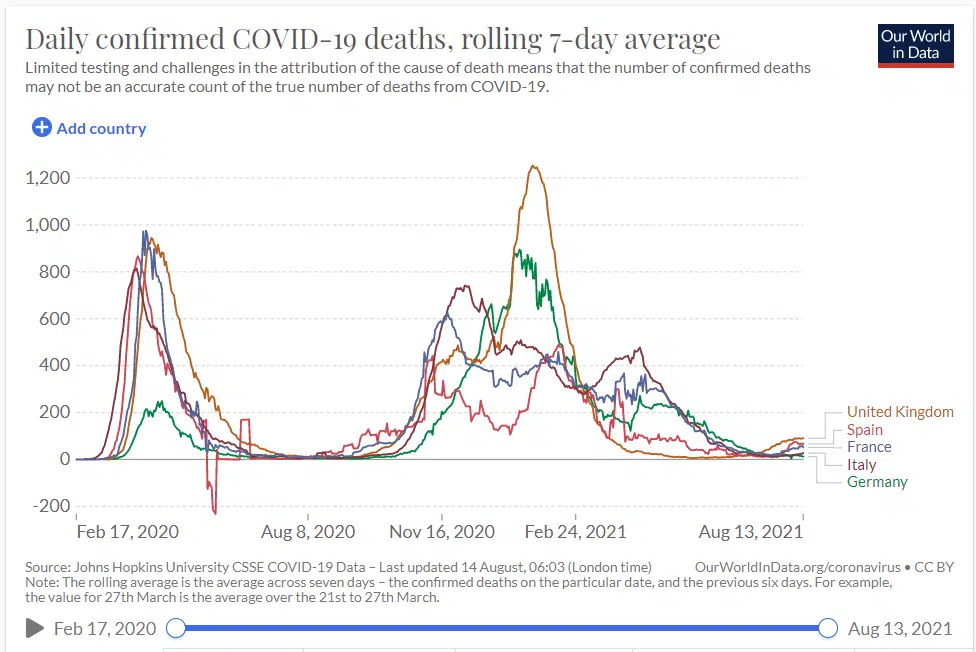 Daily confirmed COVID-19 deaths, rolling 7-day average
Our World
in Data
Limited testing and challenges in the attribution of the cause of death means that the number of confirmed deaths
may not be an accurate count of the true number of deaths from COVID-19.
Add country
1,200
1,000
800
600
400
200
0
-200
United Kingdom
Spain
France
Italy
Germany
Feb 17, 2020
Aug 8, 2020
Nov 16, 2020
Feb 24, 2021
Aug 13, 2021
Source: Johns Hopkins University CSSE COVID-19 Data – Last updated 14 August, 06:03 (London time)
OurWorldInData.org/coronavirus • CC BY
Note: The rolling average is the average across seven days – the confirmed deaths on the particular date, and the previous six days. For example,
the value for 27th March is the average over the 21st to 27th March.
Feb 17, 2020
Aug 13, 2021